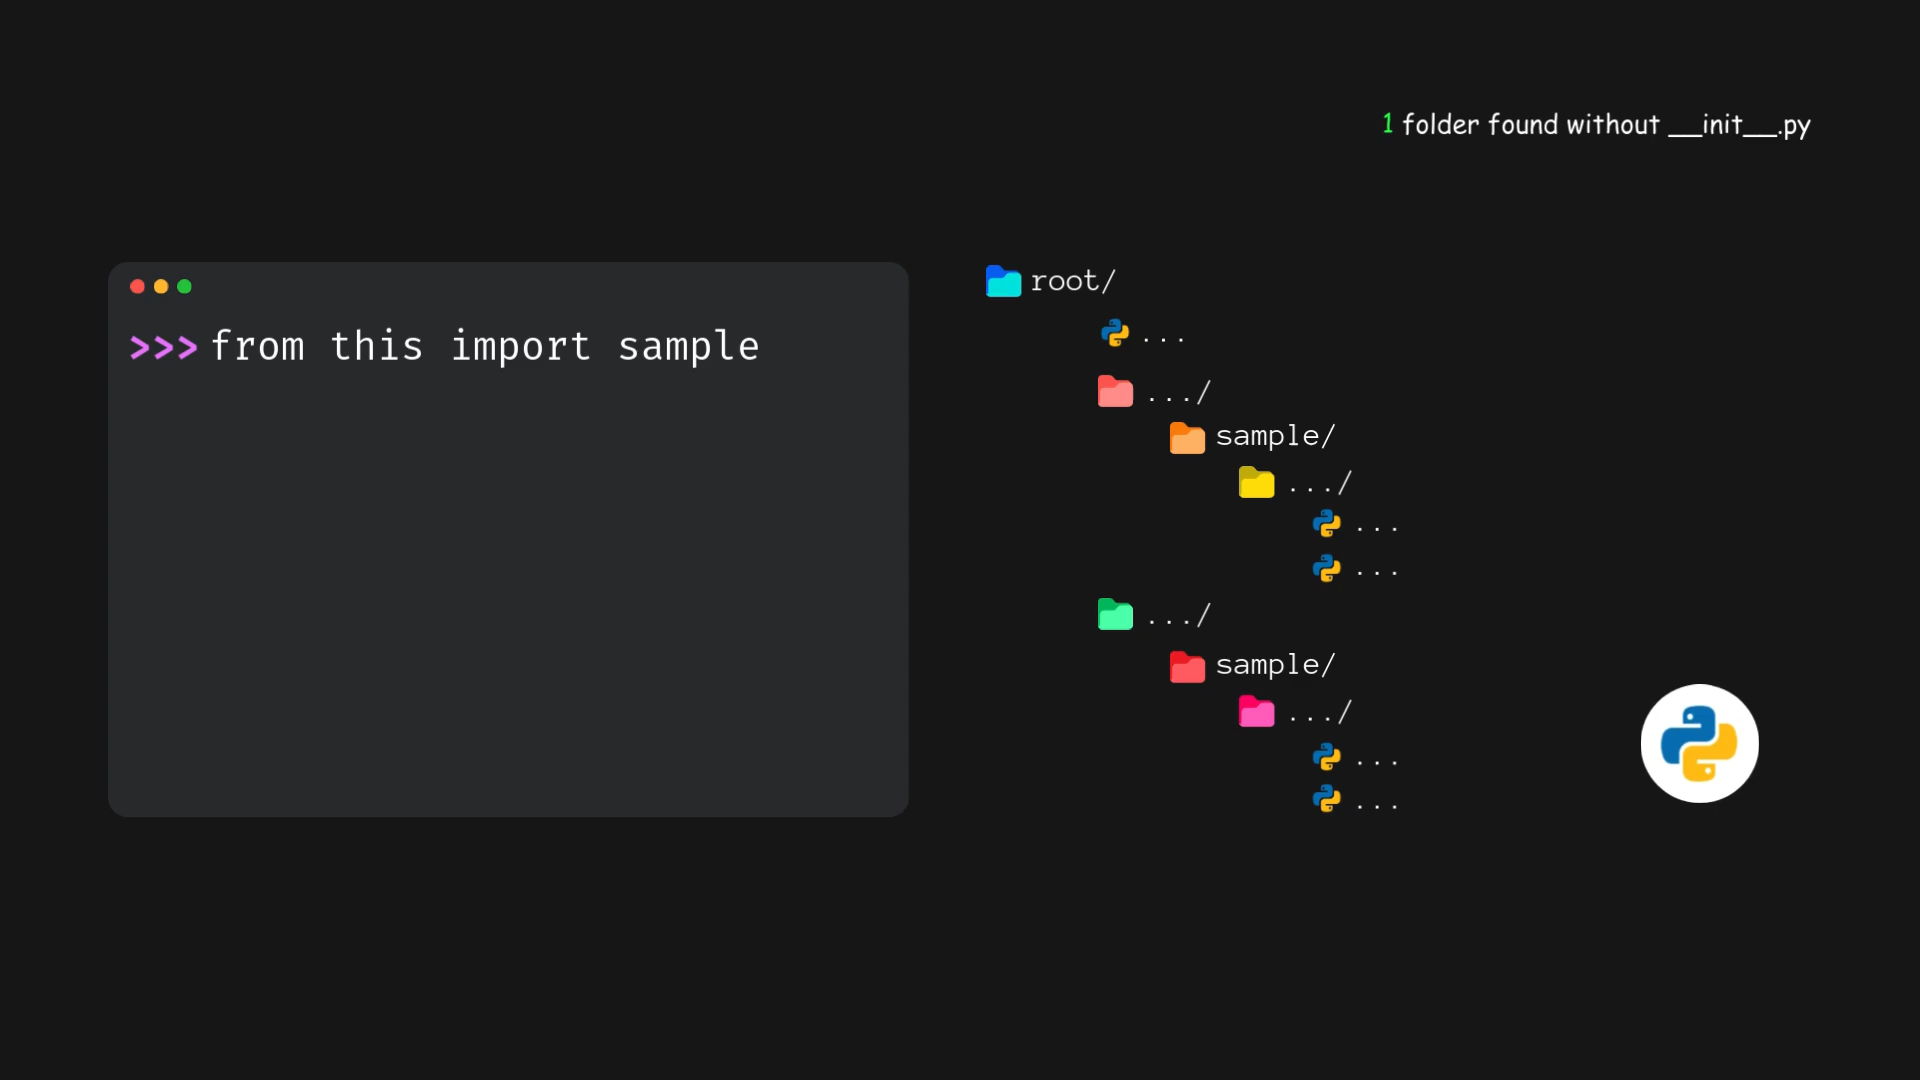 1 folder found without __init__.py
>>> from this import sample
root/
...
.../
sample/
.../
...
...
.../
sample/
.../
...
...